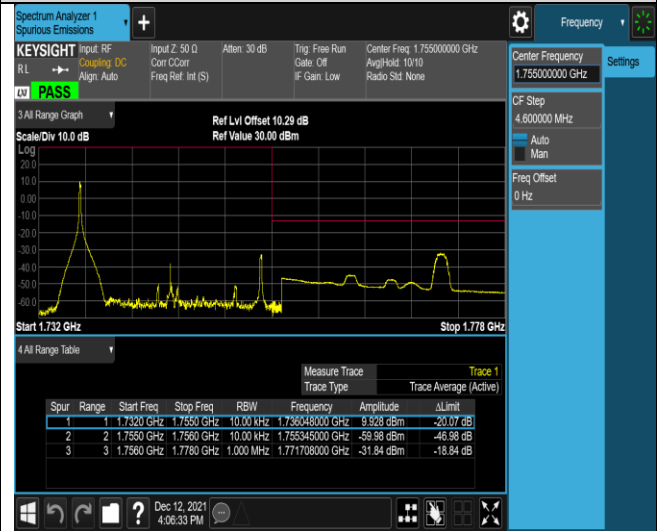 Spectrum Analyzer 1
Spurious Emissions
Frequency
KEYSIGHT
RL
Input: RF
Coupling: DC
Align: Auto
Input Z: 50 Ω
Corr CCorr
Freq Ref: Int (S)
Atten: 30 dB
Trig: Free Run
Gate: Off
IF Gain: Low
Center Freq: 1.755000000 GHz
Avg|Hold: 10/10
Radio Std: None
LXI
PASS
Center Frequency
1.755000000 GHz
Settings
CF Step
4.600000 MHz
Auto
Man
Freq Offset
0 Hz
3 All Range Graph
Scale/Div 10.0 dB
Ref Lvl Offset 10.29 dB
Ref Value 30.00 dBm
Log
20.0
10.0
0.00
-10.0
-20.0
-30.0
-40.0
-50.0
-60.0
Start 1.732 GHz
Stop 1.778 GHz
4 All Range Table
Measure Trace Trace 1
Trace Type Trace Average (Active)
Spur Range Start Freq Stop Freq RBW Frequency Amplitude ΔLimit
1 1 1.7320 GHz 1.7550 GHz 10.00 kHz 1.736048000 GHz 9.928 dBm -20.07 dB
2 2 1.7550 GHz 1.7560 GHz 10.00 kHz 1.755345000 GHz -59.98 dBm -46.98 dB
3 3 1.7560 GHz 1.7780 GHz 1.000 MHz 1.771708000 GHz -31.84 dBm -18.84 dB
Dec 12, 2021
4:06:33 PM